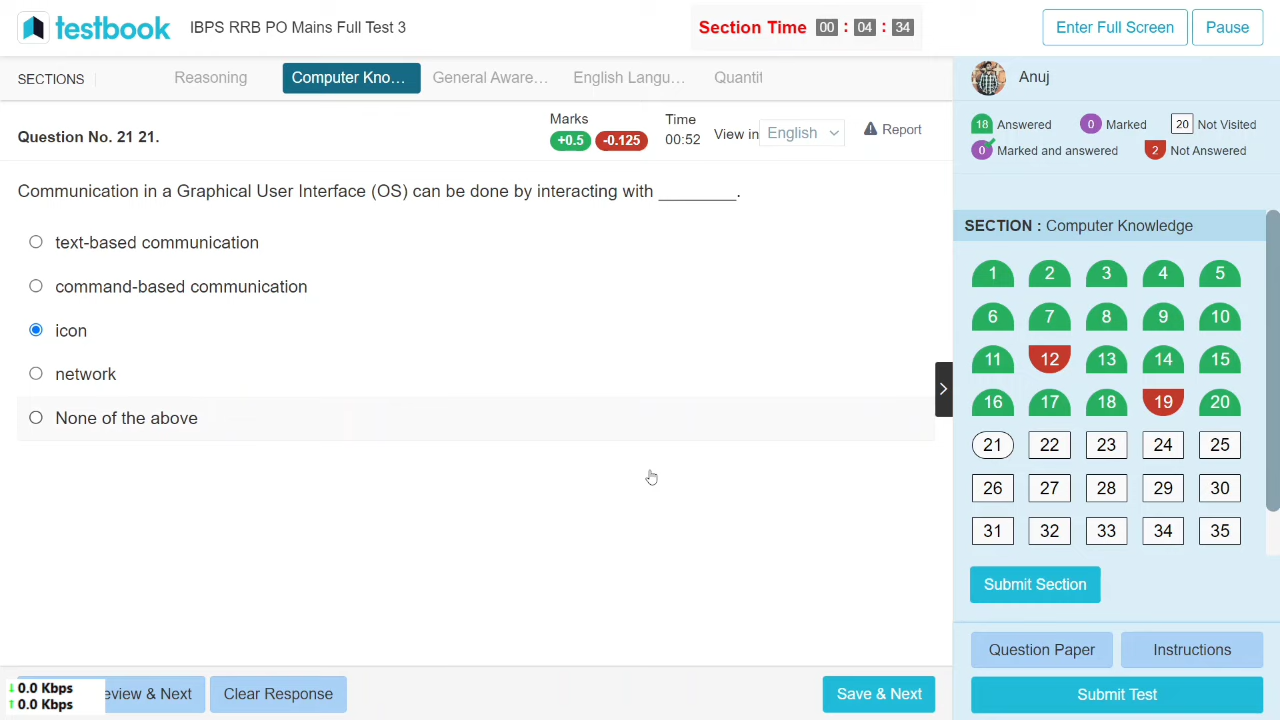 testbook
IBPS RRB PO Mains Full Test 3
Section Time 00 : 04 : 34
Enter Full Screen
Pause
SECTIONS
Reasoning
Computer Kno...
General Aware...
English Langu...
Quantit
Anuj
18 Answered
0 Marked
20 Not Visited
0 Marked and answered
2 Not Answered
Question No. 21 21.
Marks
+0.5 -0.125
Time
00:52
View in English
Report
Communication in a Graphical User Interface (OS) can be done by interacting with ________.
text-based communication
command-based communication
icon
network
None of the above
SECTION : Computer Knowledge
1 2 3 4 5
6 7 8 9 10
11 12 13 14 15
16 17 18 19 20
21 22 23 24 25
26 27 28 29 30
31 32 33 34 35
Submit Section
Question Paper
Instructions
Submit Test
0.0 Kbps
0.0 Kbps
eview & Next
Clear Response
Save & Next